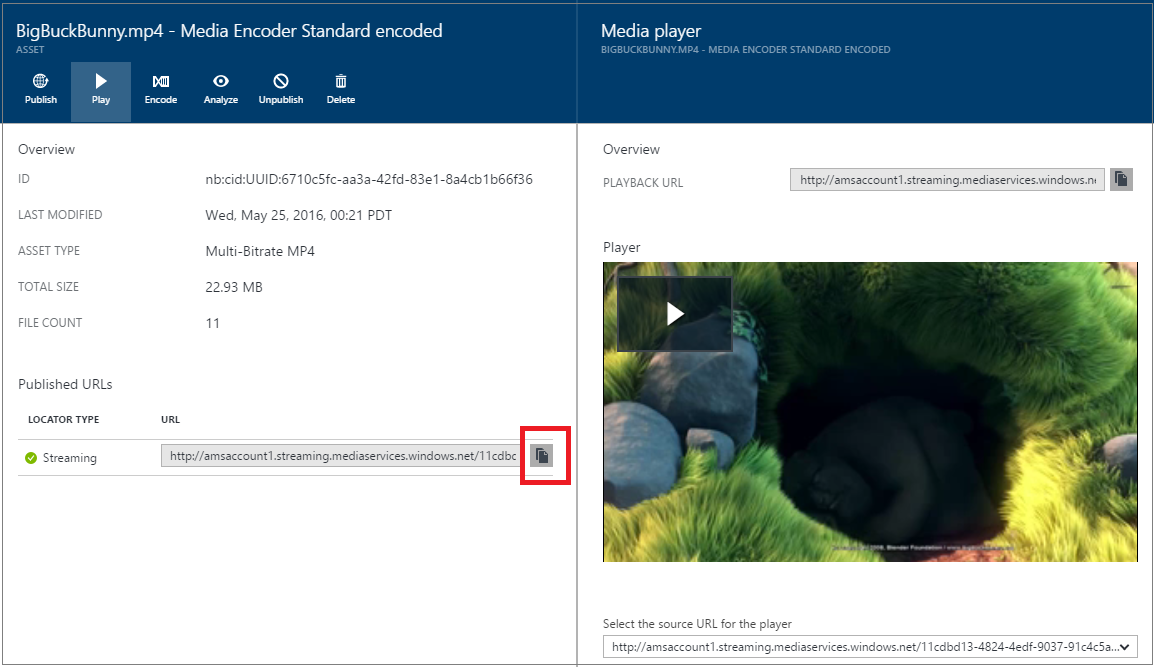 BigBuckBunny.mp4 - Media Encoder Standard encoded
ASSET
Publish
Play
Encode
Analyze
Unpublish
Delete
Overview
ID nb:cid:UUID:6710c5fc-aa3a-42fd-83e1-8a4cb1b66f36
LAST MODIFIED Wed, May 25, 2016, 00:21 PDT
ASSET TYPE Multi-Bitrate MP4
TOTAL SIZE 22.93 MB
FILE COUNT 11
Published URLs
LOCATOR TYPE URL
Streaming http://amsaccount1.streaming.mediaservices.windows.net/11cdbc
Media player
BIGBUCKBUNNY.MP4 - MEDIA ENCODER STANDARD ENCODED
Overview
PLAYBACK URL http://amsaccount1.streaming.mediaservices.windows.ne
Player
2008, Blender Foundation / www.
Select the source URL for the player
http://amsaccount1.streaming.mediaservices.windows.net/11cdbd13-4824-4edf-9037-91c4c5a...